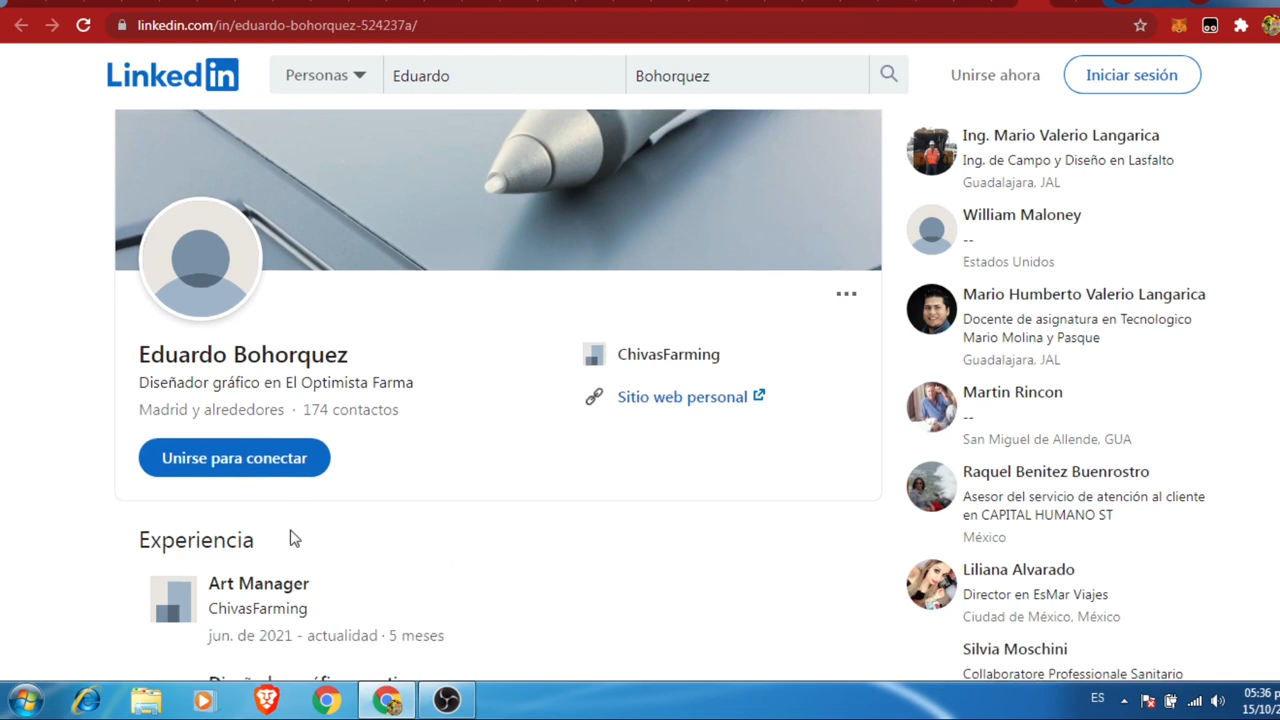 linkedin.com/in/eduardo-bohorquez-524237a/
Linked in
Personas
Eduardo
Bohorquez
Unirse ahora
Iniciar sesión
Eduardo Bohorquez
Diseñador gráfico en El Optimista Farma
Madrid y alrededores · 174 contactos
ChivasFarming
Sitio web personal
Unirse para conectar
Experiencia
Art Manager
ChivasFarming
jun. de 2021 - actualidad · 5 meses
Ing. Mario Valerio Langarica
Ing. de Campo y Diseño en Lasfalto
Guadalajara, JAL
William Maloney
--
Estados Unidos
Mario Humberto Valerio Langarica
Docente de asignatura en Tecnologico
Mario Molina y Pasque
Guadalajara, JAL
Martin Rincon
--
San Miguel de Allende, GUA
Raquel Benitez Buenrostro
Asesor del servicio de atención al cliente
en CAPITAL HUMANO ST
México
Liliana Alvarado
Director en EsMar Viajes
Ciudad de México, México
Silvia Moschini
Collaboratore Professionale Sanitario
ES
05:36 p
15/10/2